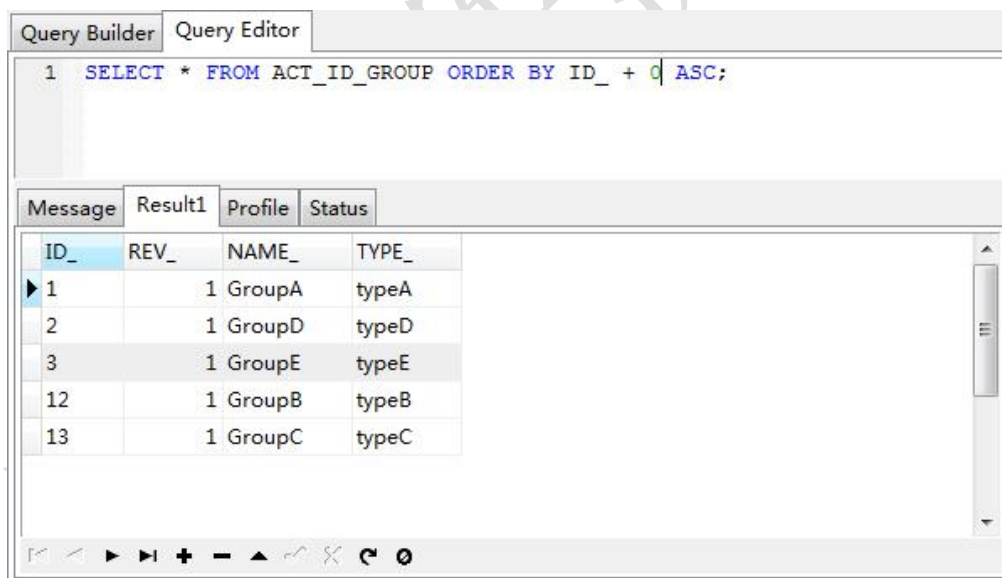 Query Builder Query Editor
1 SELECT * FROM ACT_ID_GROUP ORDER BY ID_ + 0 ASC;
Message Result1 Profile Status
ID_ REV_ NAME_ TYPE_
1 1 GroupA typeA
2 1 GroupD typeD
3 1 GroupE typeE
12 1 GroupB typeB
13 1 GroupC typeC